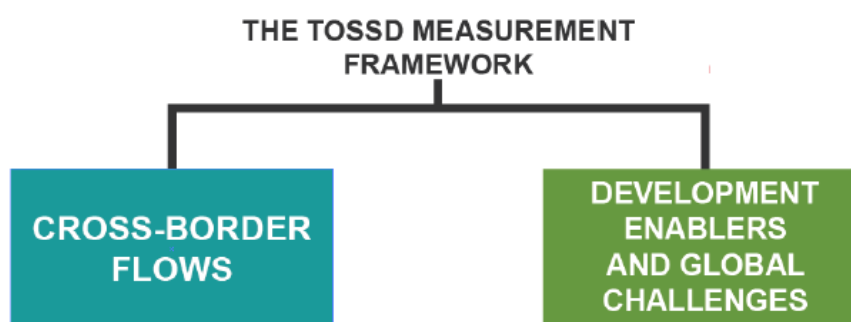 THE TOSSD MEASUREMENT
FRAMEWORK
CROSS-BORDER
FLOWS
DEVELOPMENT
ENABLERS
AND GLOBAL
CHALLENGES